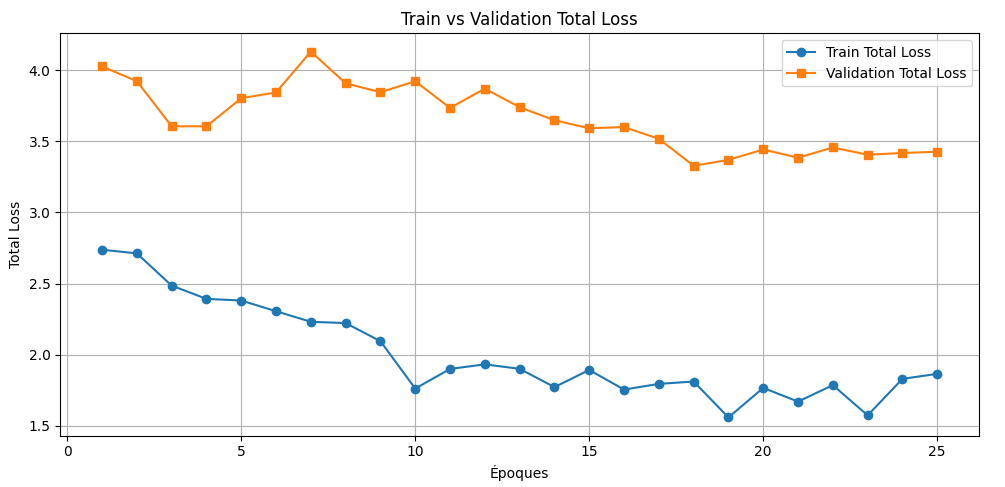 Train vs Validation Total Loss
Train Total Loss
Validation Total Loss
Total Loss
4.0
3.5
3.0
2.5
2.0
1.5
0 5 10 15 20 25
Époques